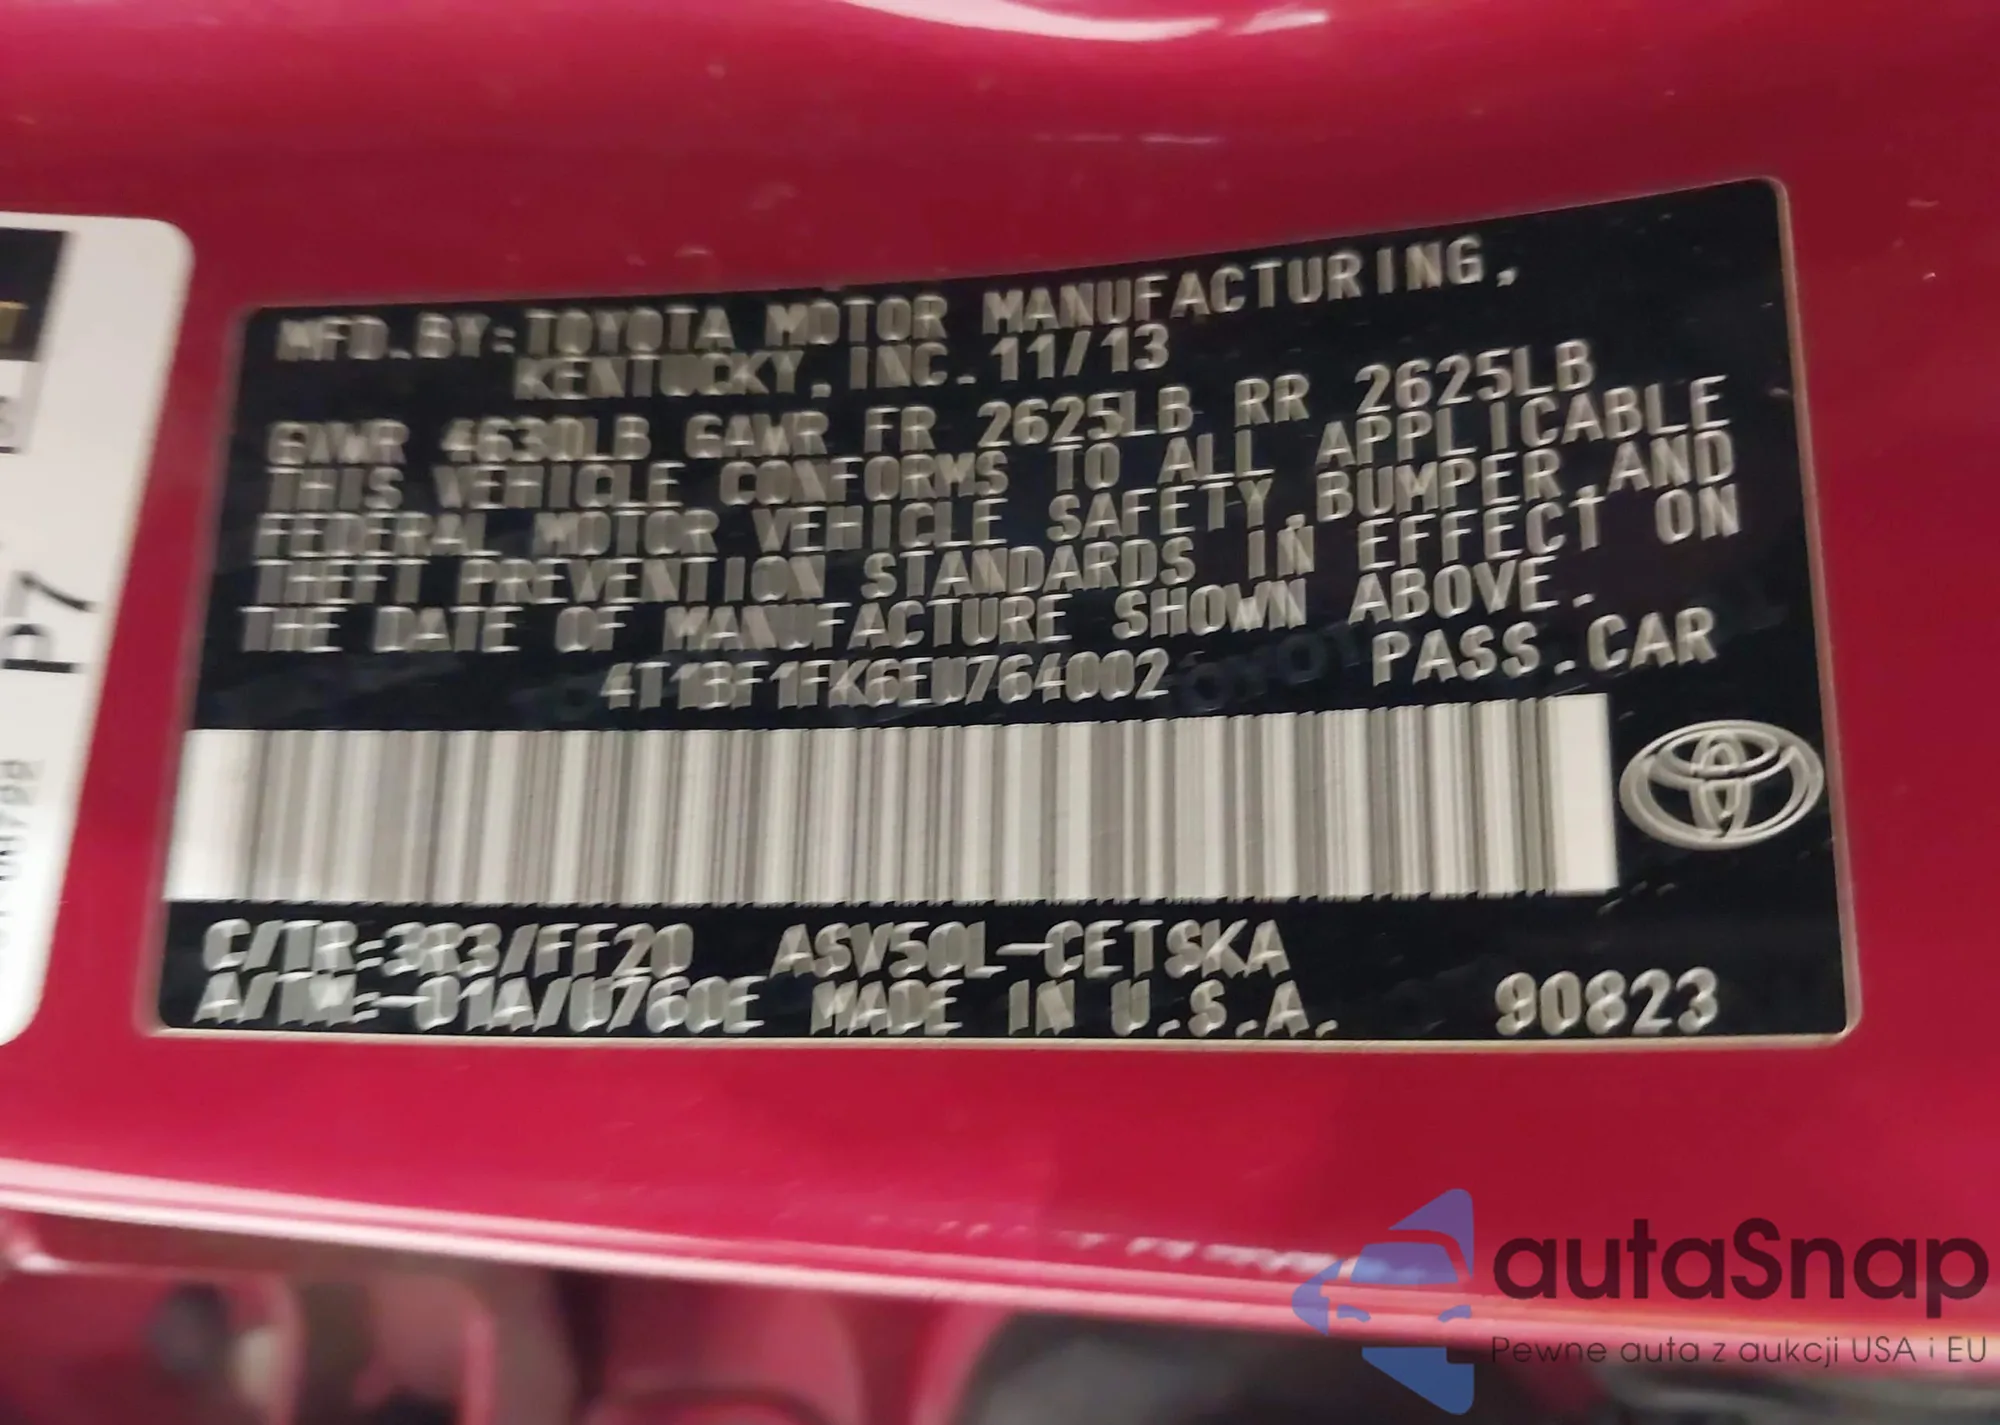 MFD. BY: TOYOTA MOTOR MANUFACTURING,
KENTUCKY, INC. 11/13
GVWR 4630LB GAWR FR 2625LB RR 2625LB
THIS VEHICLE CONFORMS TO ALL APPLICABLE
FEDERAL MOTOR VEHICLE SAFETY, BUMPER, AND
THEFT PREVENTION STANDARDS IN EFFECT ON
THE DATE OF MANUFACTURE SHOWN ABOVE.
4T1BF1FK6EU764002 PASS. CAR
C/TR:3R3/FF20 ASV50L-CETSKA
A/TM:-01A/U760E MADE IN U.S.A. 90823
P7
autaSnap
Pewne auta z aukcji USA i EU